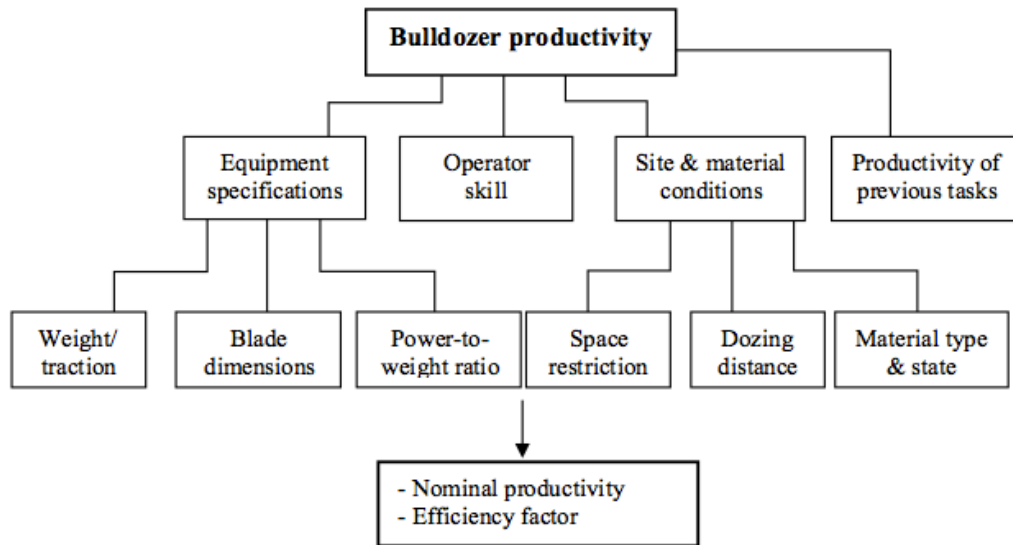 Bulldozer productivity
Equipment
specifications
Operator
skill
Site & material
conditions
Productivity of
previous tasks
Weight/
traction
Blade
dimensions
Power-to-
weight ratio
Space
restriction
Dozing
distance
Material type
& state
- Nominal productivity
- Efficiency factor